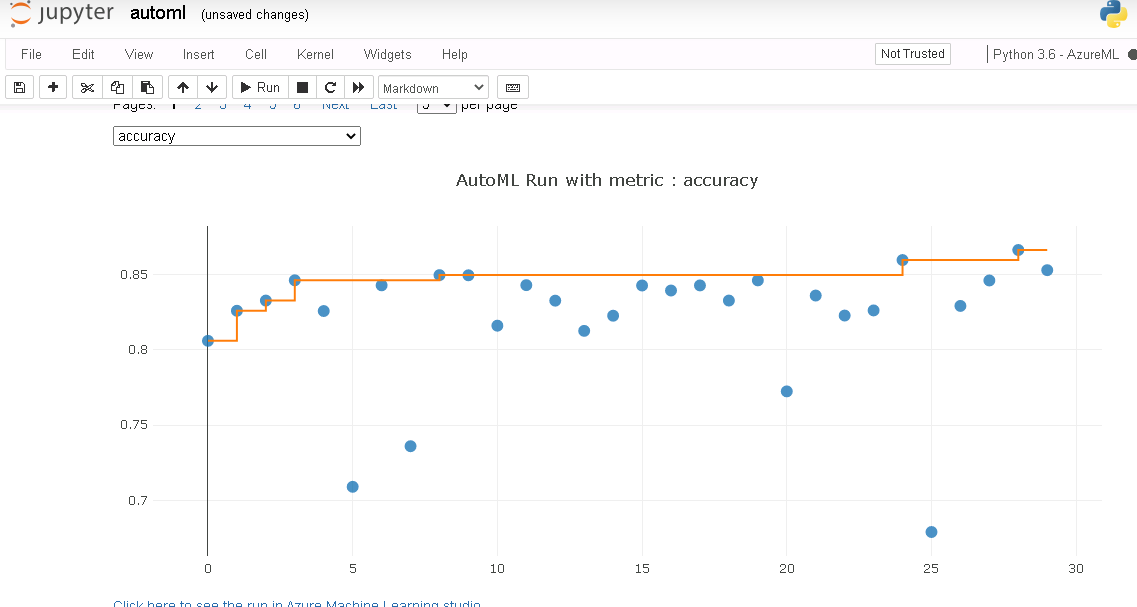 jupyter automl (unsaved changes)
File Edit View Insert Cell Kernel Widgets Help Not Trusted Python 3.6 - AzureML
Run Markdown
Pages: 1 2 3 4 5 6 Next Last 5 per page
accuracy
AutoML Run with metric : accuracy
0.85
0.8
0.75
0.7
0 5 10 15 20 25 30
Click here to see the run in Azure Machine Learning studio